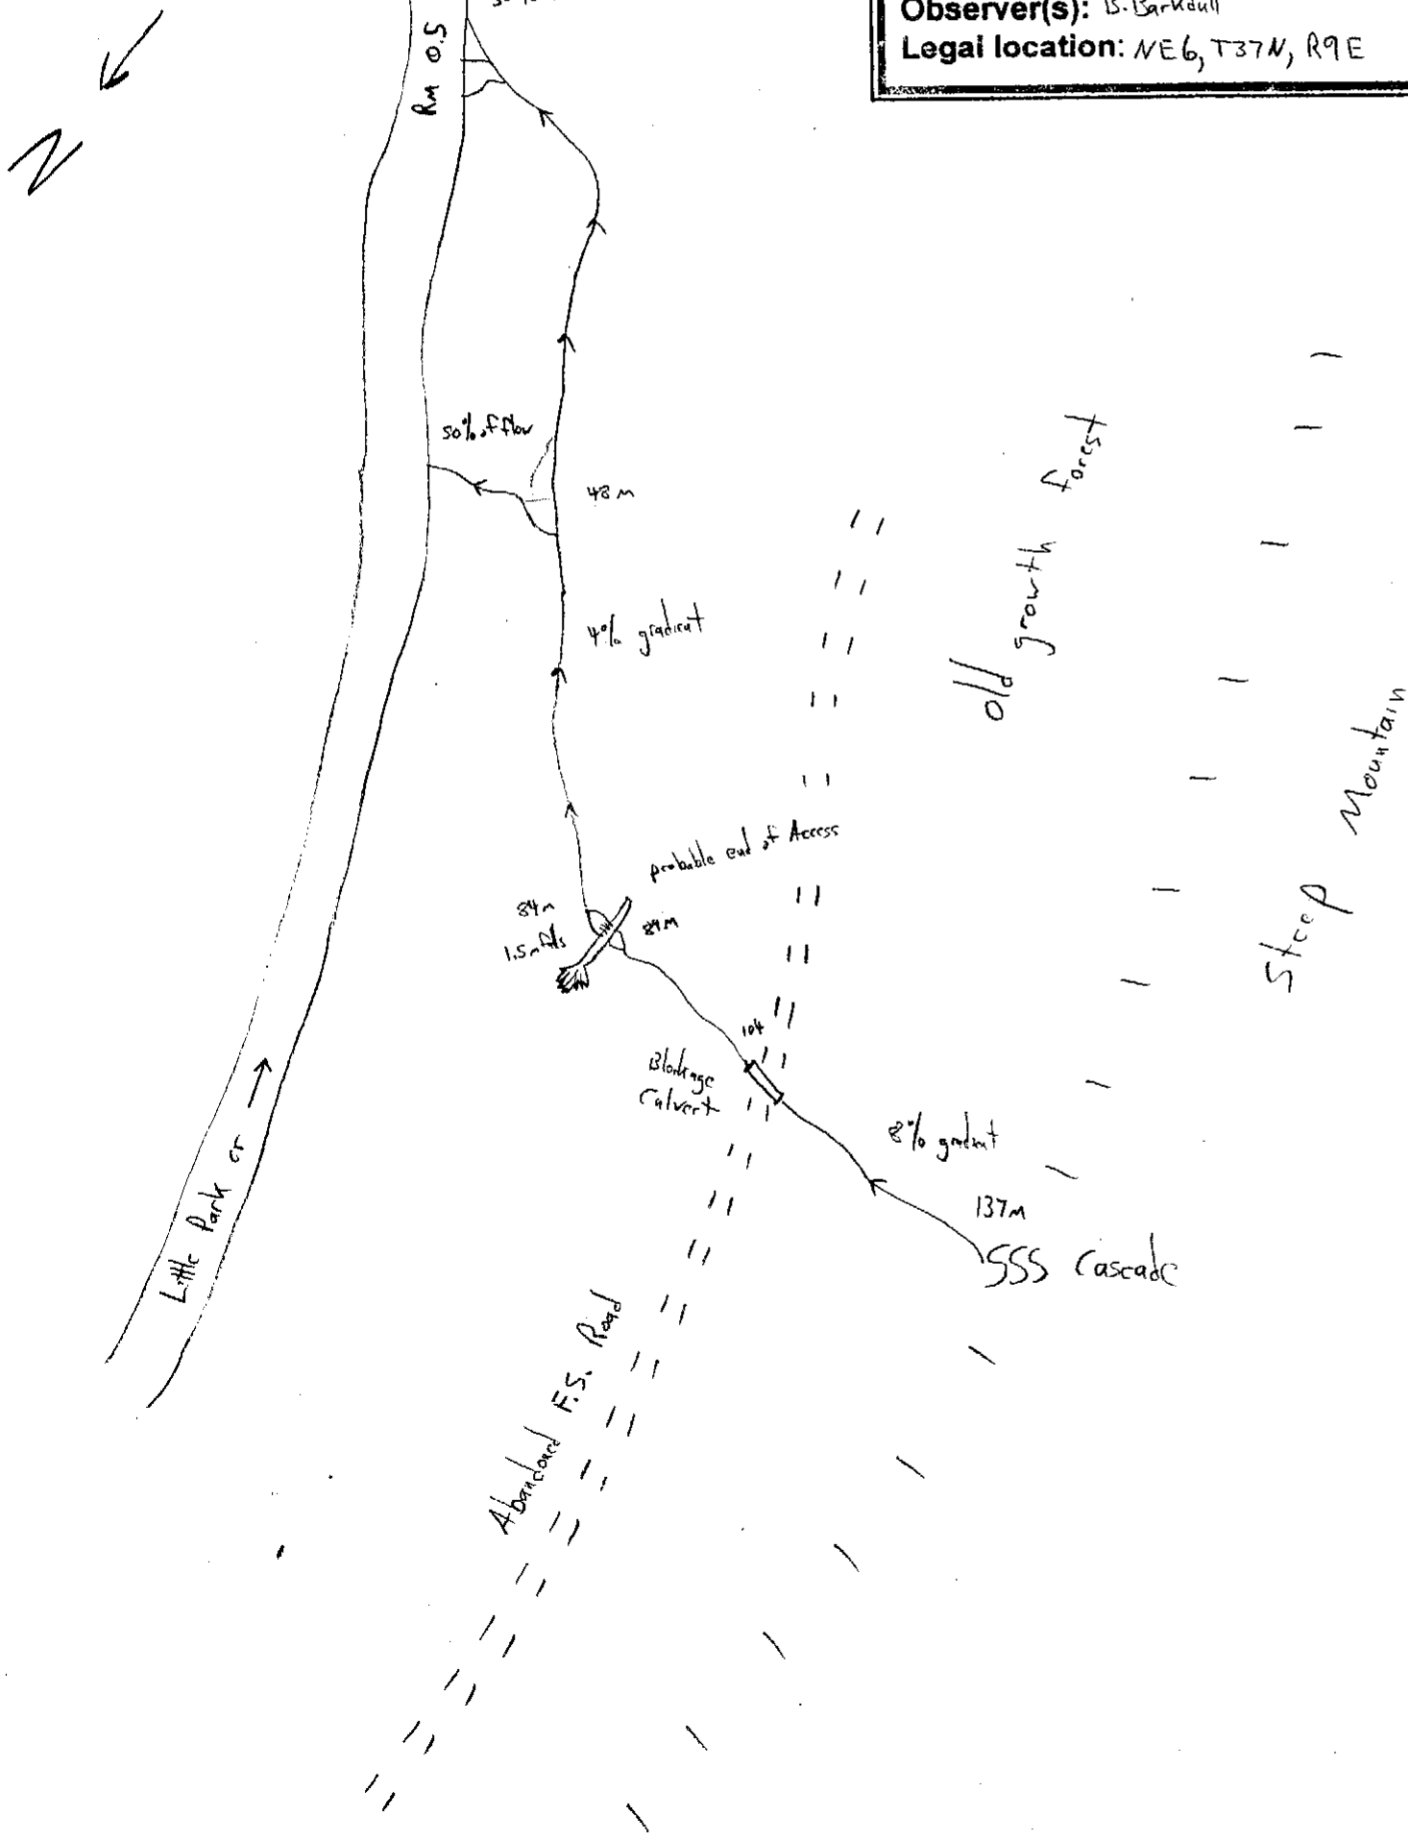 Observer(s): B. Barkdull
Legal location: NE6, T37N, R9E
N
RM 0.5
50% of flow
48 m
4% gradient
old growth forest
Steep Mountain
probable end of Access
84 m
1.5 m falls
89 m
104
Blockage
Culvert
8% gradient
137 m
SSS Cascade
Little Park cr
Abandoned F.S. Road